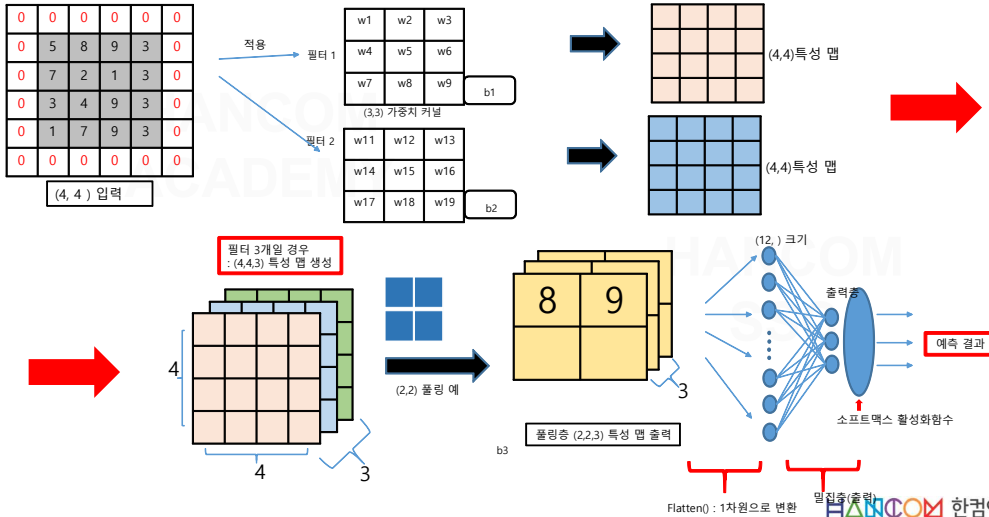 0 0 0 0 0 0
0 5 8 9 3 0
0 7 2 1 3 0
0 3 4 9 3 0
0 1 7 9 3 0
0 0 0 0 0 0
(4, 4 ) 입력
적용
필터 1
w1 w2 w3
w4 w5 w6
w7 w8 w9
b1
(3,3) 가중치 커널
필터 2
w11 w12 w13
w14 w15 w16
w17 w18 w19
b2
(4,4)특성 맵
(4,4)특성 맵
필터 3개일 경우
: (4,4,3) 특성 맵 생성
4
4
3
(2,2) 풀링 예
8 9
3
풀링층 (2,2,3) 특성 맵 출력
b3
(12, ) 크기
출력층
예측 결과
소프트맥스 활성화함수
Flatten() : 1차원으로 변환
밀집층(출력)
HANCOM 한컴
HANCOM
ACADEMY
HANCOM